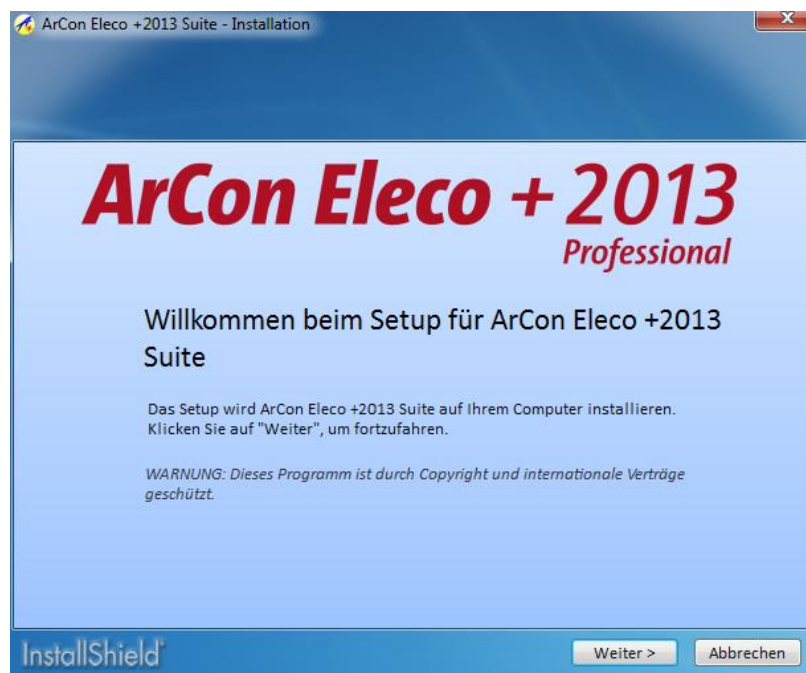 ArCon Eleco +2013 Suite - Installation
ArCon Eleco + 2013
Professional
Willkommen beim Setup für ArCon Eleco +2013
Suite
Das Setup wird ArCon Eleco +2013 Suite auf Ihrem Computer installieren.
Klicken Sie auf "Weiter", um fortzufahren.
WARNUNG: Dieses Programm ist durch Copyright und internationale Verträge
geschützt.
InstallShield
Weiter >
Abbrechen